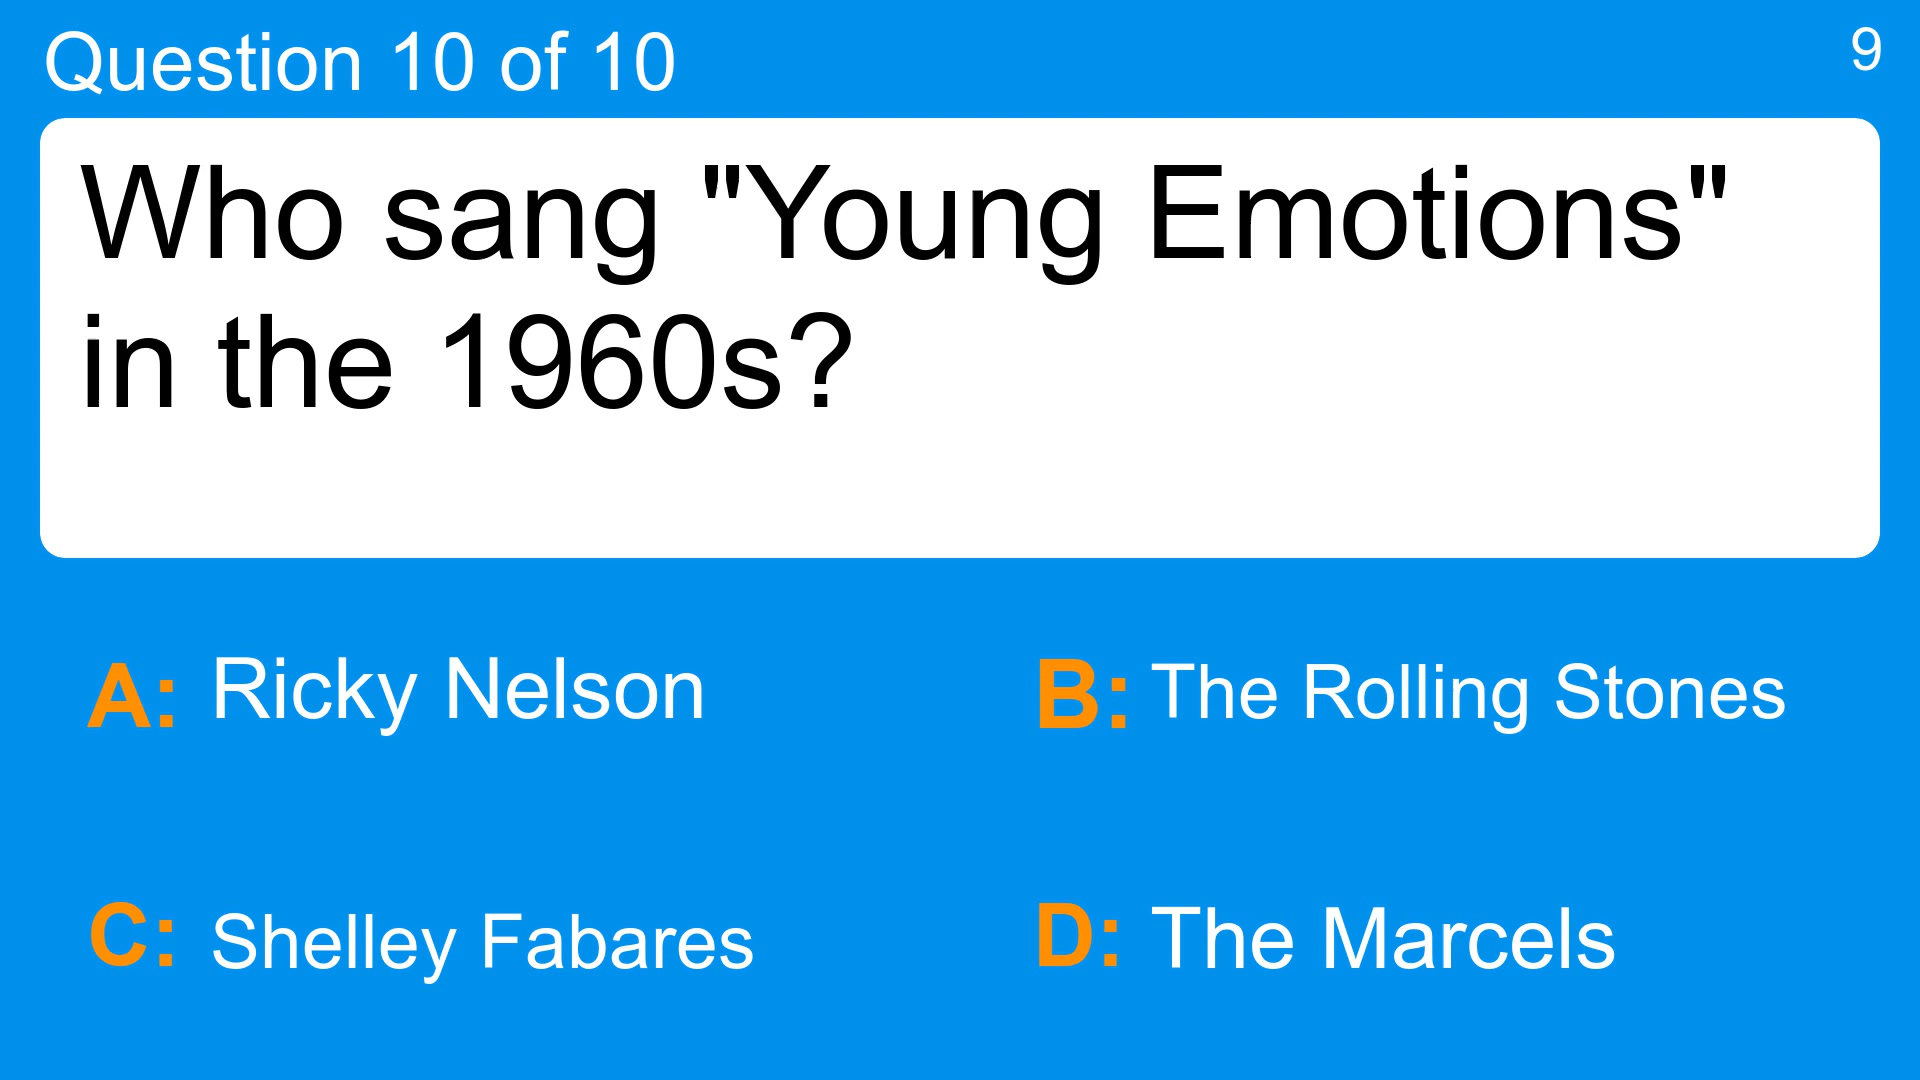 Question 10 of 10
9
Who sang "Young Emotions"
in the 1960s?
A: Ricky Nelson
B: The Rolling Stones
C: Shelley Fabares
D: The Marcels